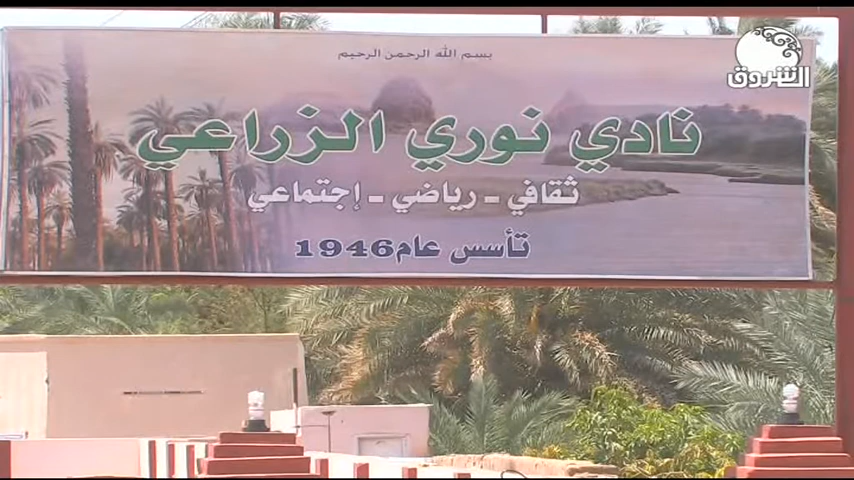 بسم الله الرحمن الرحيم
الشروق
نادي نوري الزراعي
ثقافي - رياضي - إجتماعي
تأسس عام 1946